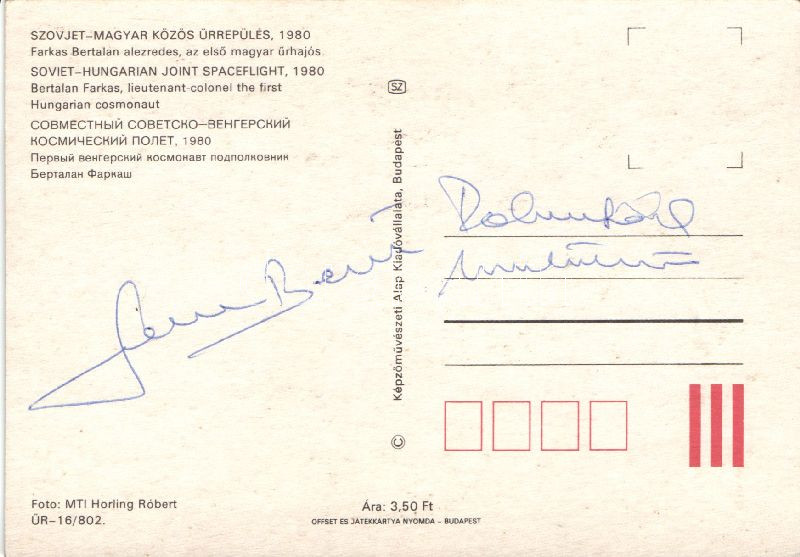 SZOVJET–MAGYAR KÖZÖS ŰRREPÜLÉS, 1980
Farkas Bertalan alezredes, az első magyar űrhajós.
SOVIET–HUNGARIAN JOINT SPACEFLIGHT, 1980
Bertalan Farkas, lieutenant-colonel the first
Hungarian cosmonaut
СОВМЕСТНЫЙ СОВЕТСКО—ВЕНГЕРСКИЙ
КОСМИЧЕСКИЙ ПОЛЕТ, 1980
Первый венгерский космонавт подполковник
Берталан Фаркаш
SZ
© Képzőművészeti Alap Kiadóvállalata, Budapest
Foto: MTI Horling Róbert
ŰR-16/802.
Ára: 3,50 Ft
OFFSET ES JÁTÉKKÁRTYA NYOMDA – BUDAPEST